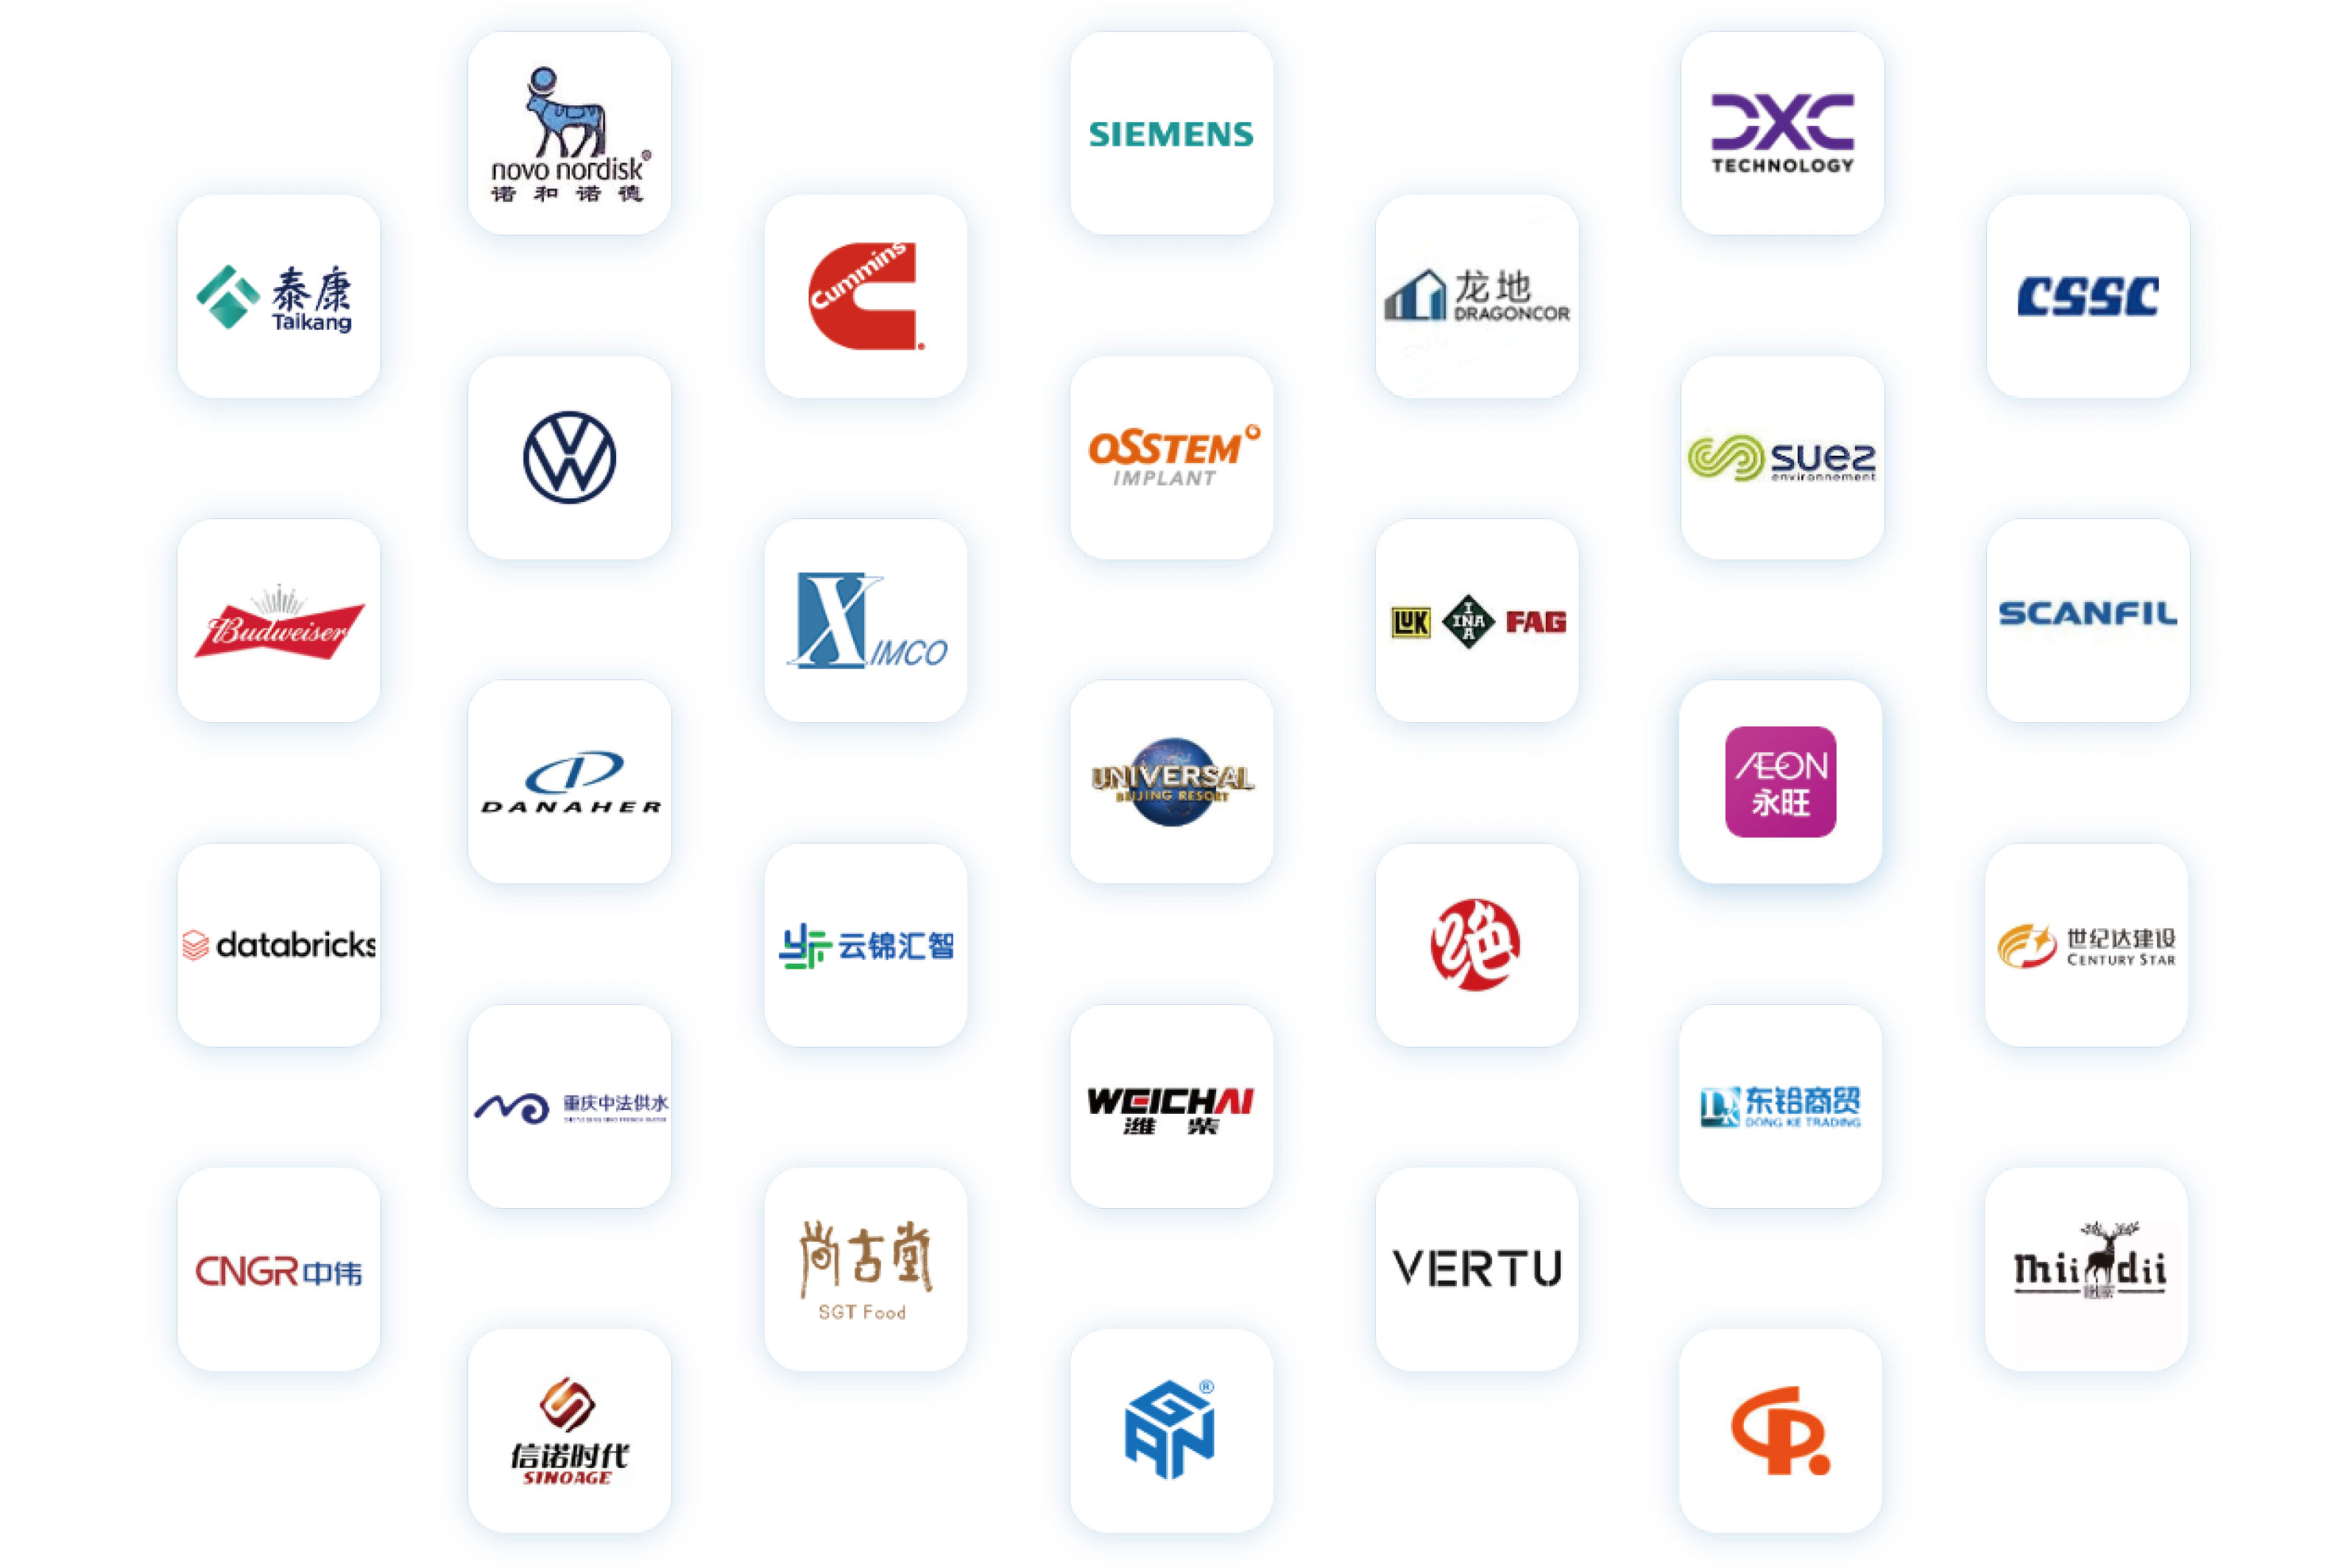 novo nordisk®
诺和诺德
SIEMENS
DXC
TECHNOLOGY
泰康
Taikang
Cummins
龙地
DRAGONCOR
CSSC
VW
OSSTEM
IMPLANT
suez
environnement
Budweiser
XIMCO
LUK
INA
FAG
SCANFIL
DANAHER
UNIVERSAL
BEIJING RESORT
ÆON
永旺
databricks
云锦汇智
绝
世纪达建设
CENTURY STAR
重庆中法供水
WEICHAI
潍柴
东铪商贸
DONG KE TRADING
CNGR中伟
尚古堂
SGT Food
VERTU
miidii
信诺时代
SINOAGE
GAN®